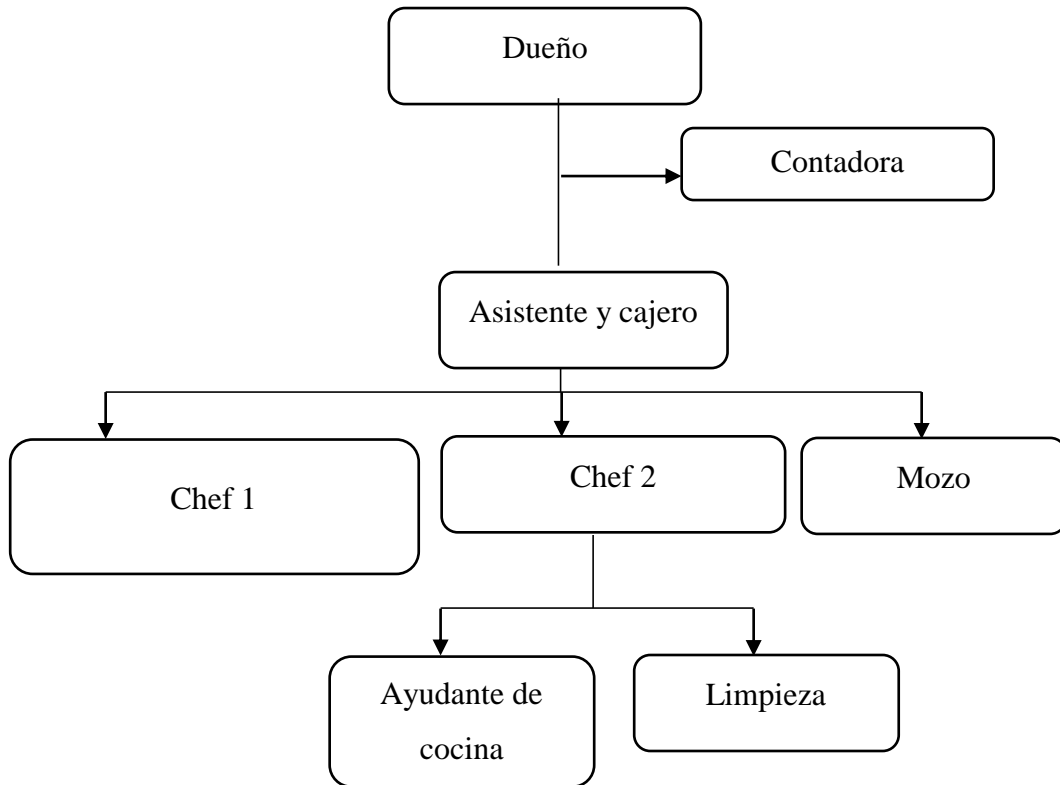 Dueño
Contadora
Asistente y cajero
Chef 1
Chef 2
Mozo
Ayudante de
cocina
Limpieza